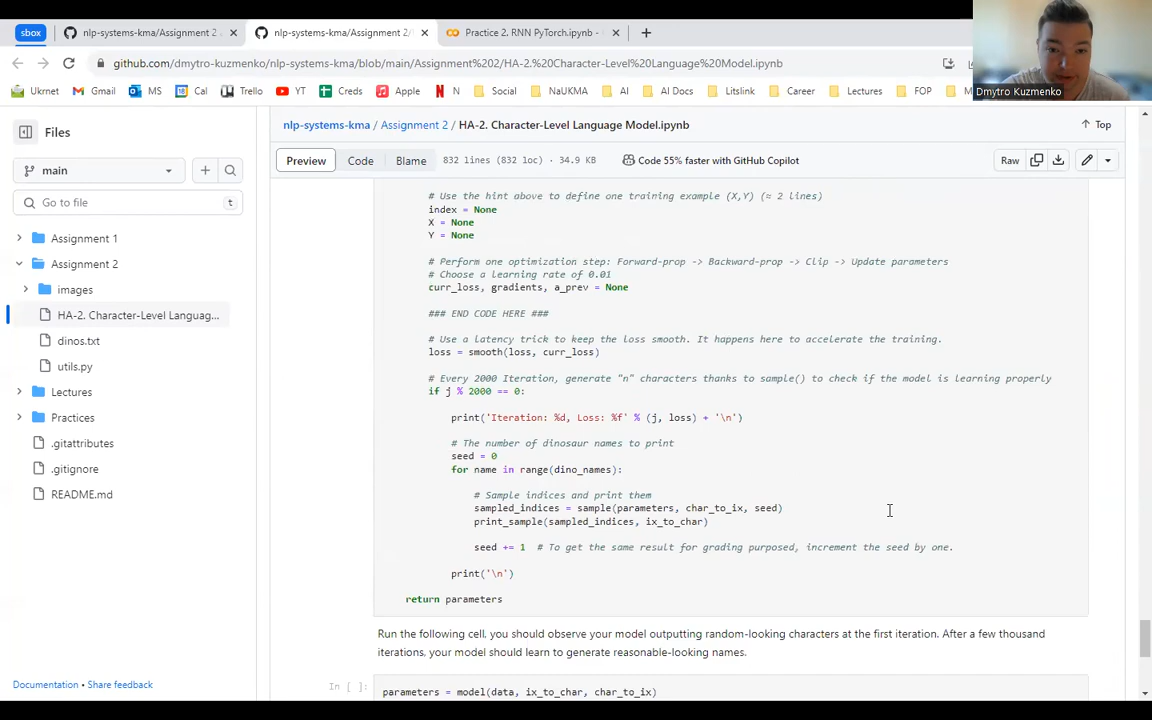 sbox
nlp-systems-kma/Assignment 2
nlp-systems-kma/Assignment 2/
Practice 2. RNN PyTorch.ipynb -
github.com/dmytro-kuzmenko/nlp-systems-kma/blob/main/Assignment%202/HA-2.%20Character-Level%20Language%20Model.ipynb
Ukrnet Gmail MS Cal Trello YT Creds Apple N Social NaUKMA AI AI Docs Litslink Career Lectures FOP
Dmytro Kuzmenko
Files
nlp-systems-kma / Assignment 2 / HA-2. Character-Level Language Model.ipynb
Top
main
Preview Code Blame 832 lines (832 loc) · 34.9 KB Code 55% faster with GitHub Copilot Raw
Go to file t
Assignment 1
Assignment 2
images
HA-2. Character-Level Languag...
dinos.txt
utils.py
Lectures
Practices
.gitattributes
.gitignore
README.md
Documentation • Share feedback
# Use the hint above to define one training example (X,Y) (≈ 2 lines)
index = None
X = None
Y = None
# Perform one optimization step: Forward-prop -> Backward-prop -> Clip -> Update parameters
# Choose a learning rate of 0.01
curr_loss, gradients, a_prev = None
### END CODE HERE ###
# Use a latency trick to keep the loss smooth. It happens here to accelerate the training.
loss = smooth(loss, curr_loss)
# Every 2000 Iteration, generate "n" characters thanks to sample() to check if the model is learning properly
if j % 2000 == 0:
print('Iteration: %d, Loss: %f' % (j, loss) + '\n')
# The number of dinosaur names to print
seed = 0
for name in range(dino_names):
# Sample indices and print them
sampled_indices = sample(parameters, char_to_ix, seed)
print_sample(sampled_indices, ix_to_char)
seed += 1 # To get the same result for grading purposed, increment the seed by one.
print('\n')
return parameters
Run the following cell, you should observe your model outputting random-looking characters at the first iteration. After a few thousand
iterations, your model should learn to generate reasonable-looking names.
In [ ]:
parameters = model(data, ix_to_char, char_to_ix)